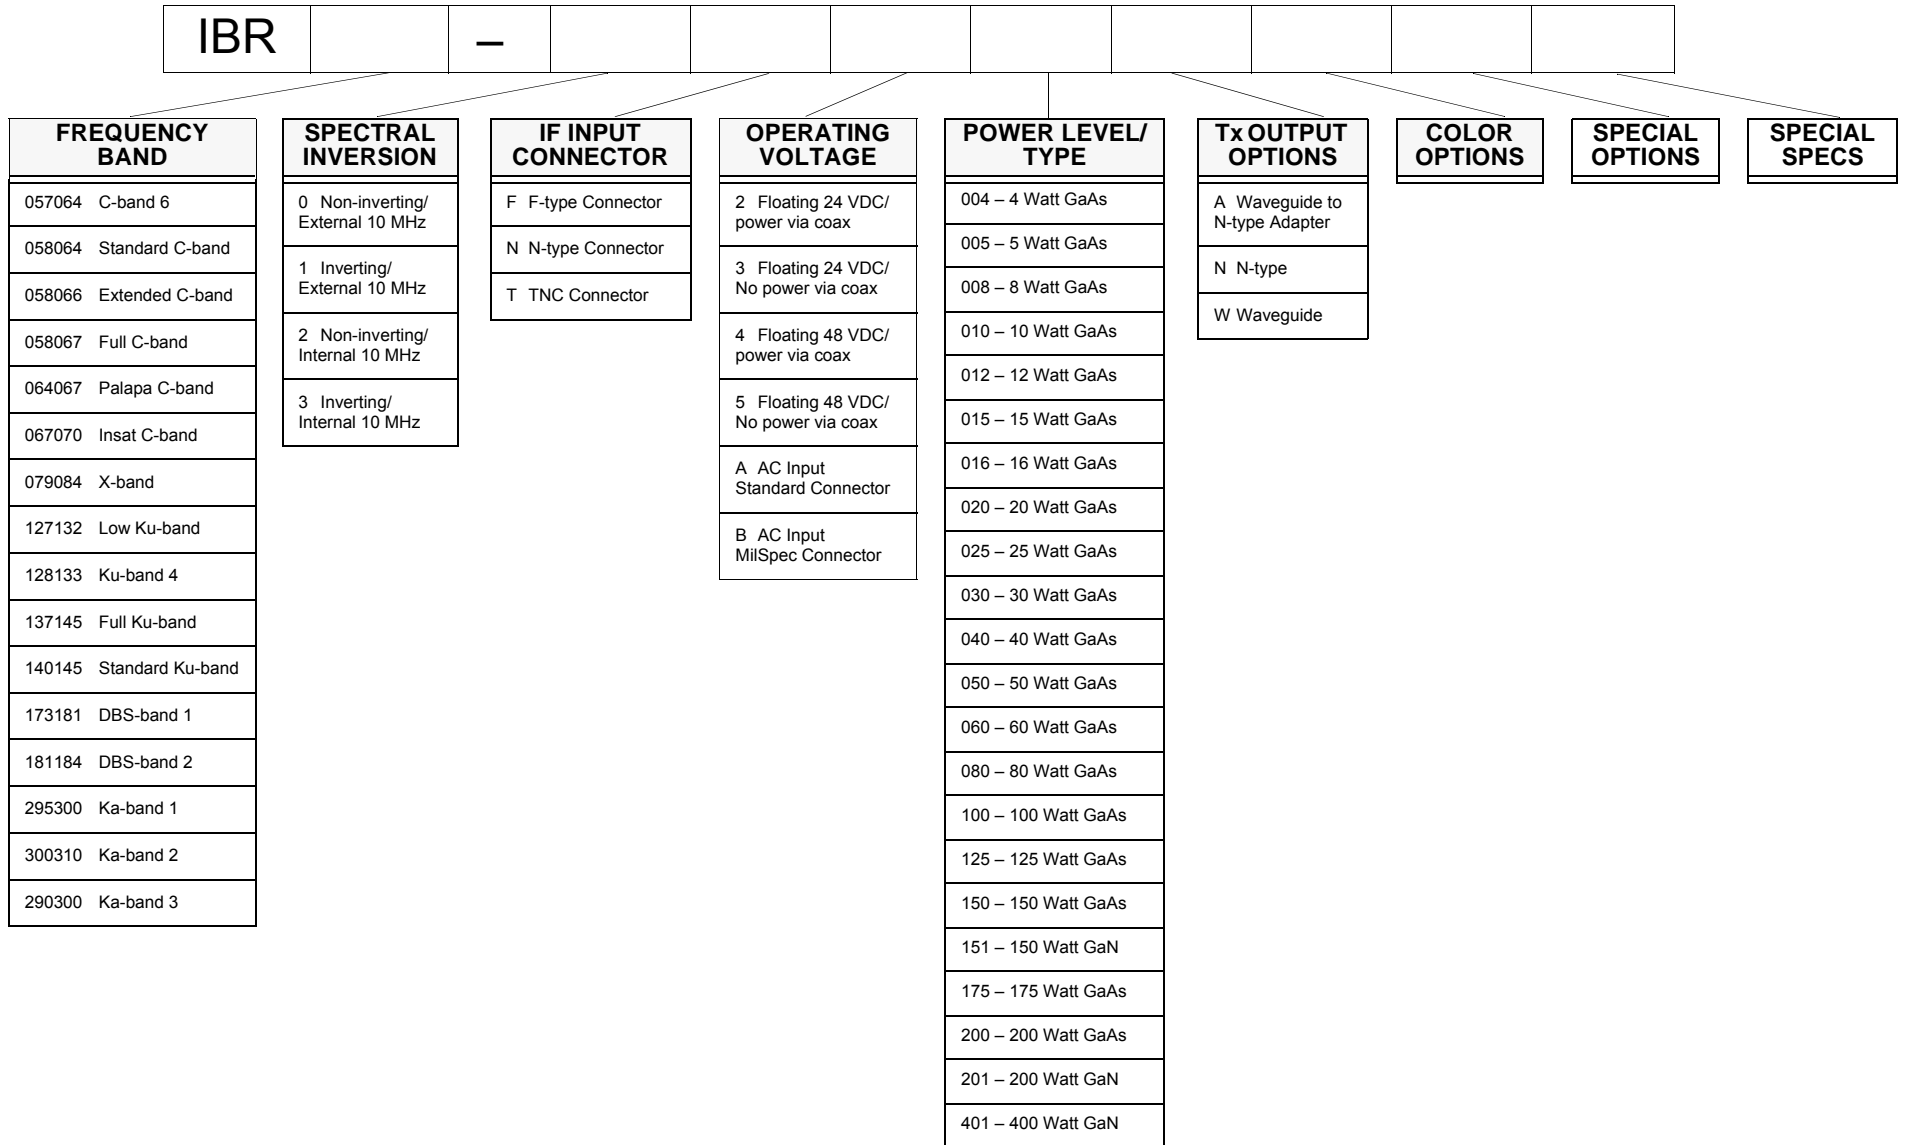 IBR –
FREQUENCY
BAND
057064 C-band 6
058064 Standard C-band
058066 Extended C-band
058067 Full C-band
064067 Palapa C-band
067070 Insat C-band
079084 X-band
127132 Low Ku-band
128133 Ku-band 4
137145 Full Ku-band
140145 Standard Ku-band
173181 DBS-band 1
181184 DBS-band 2
295300 Ka-band 1
300310 Ka-band 2
290300 Ka-band 3
SPECTRAL
INVERSION
0 Non-inverting/
External 10 MHz
1 Inverting/
External 10 MHz
2 Non-inverting/
Internal 10 MHz
3 Inverting/
Internal 10 MHz
IF INPUT
CONNECTOR
F F-type Connector
N N-type Connector
T TNC Connector
OPERATING
VOLTAGE
2 Floating 24 VDC/
power via coax
3 Floating 24 VDC/
No power via coax
4 Floating 48 VDC/
power via coax
5 Floating 48 VDC/
No power via coax
A AC Input
Standard Connector
B AC Input
MilSpec Connector
POWER LEVEL/
TYPE
004 – 4 Watt GaAs
005 – 5 Watt GaAs
008 – 8 Watt GaAs
010 – 10 Watt GaAs
012 – 12 Watt GaAs
015 – 15 Watt GaAs
016 – 16 Watt GaAs
020 – 20 Watt GaAs
025 – 25 Watt GaAs
030 – 30 Watt GaAs
040 – 40 Watt GaAs
050 – 50 Watt GaAs
060 – 60 Watt GaAs
080 – 80 Watt GaAs
100 – 100 Watt GaAs
125 – 125 Watt GaAs
150 – 150 Watt GaAs
151 – 150 Watt GaN
175 – 175 Watt GaAs
200 – 200 Watt GaAs
201 – 200 Watt GaN
401 – 400 Watt GaN
Tx OUTPUT
OPTIONS
A Waveguide to
N-type Adapter
N N-type
W Waveguide
COLOR
OPTIONS
SPECIAL
OPTIONS
SPECIAL
SPECS